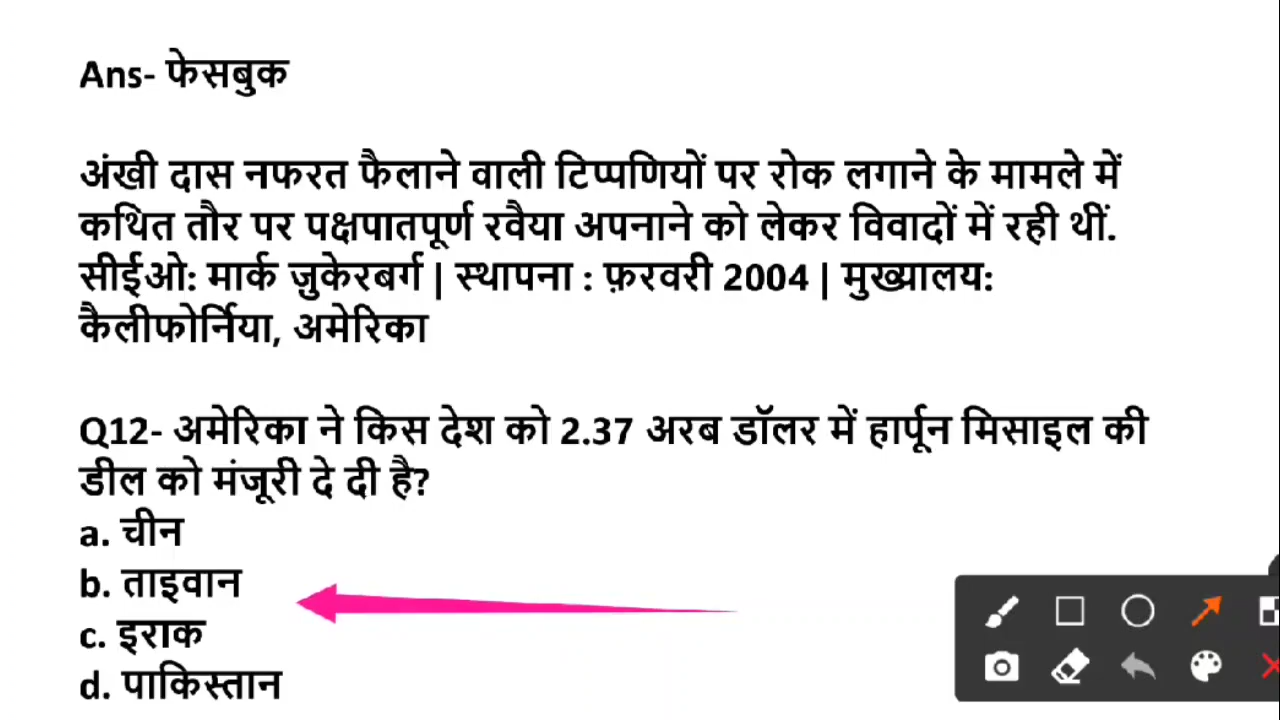 Ans- फेसबुक
अंखी दास नफरत फैलाने वाली टिप्पणियों पर रोक लगाने के मामले में
कथित तौर पर पक्षपातपूर्ण रवैया अपनाने को लेकर विवादों में रही थीं.
सीईओ: मार्क ज़ुकेरबर्ग | स्थापना : फ़रवरी 2004 | मुख्यालय:
कैलीफोर्निया, अमेरिका
Q12- अमेरिका ने किस देश को 2.37 अरब डॉलर में हार्पून मिसाइल की
डील को मंजूरी दे दी है?
a. चीन
b. ताइवान
c. इराक
d. पाकिस्तान